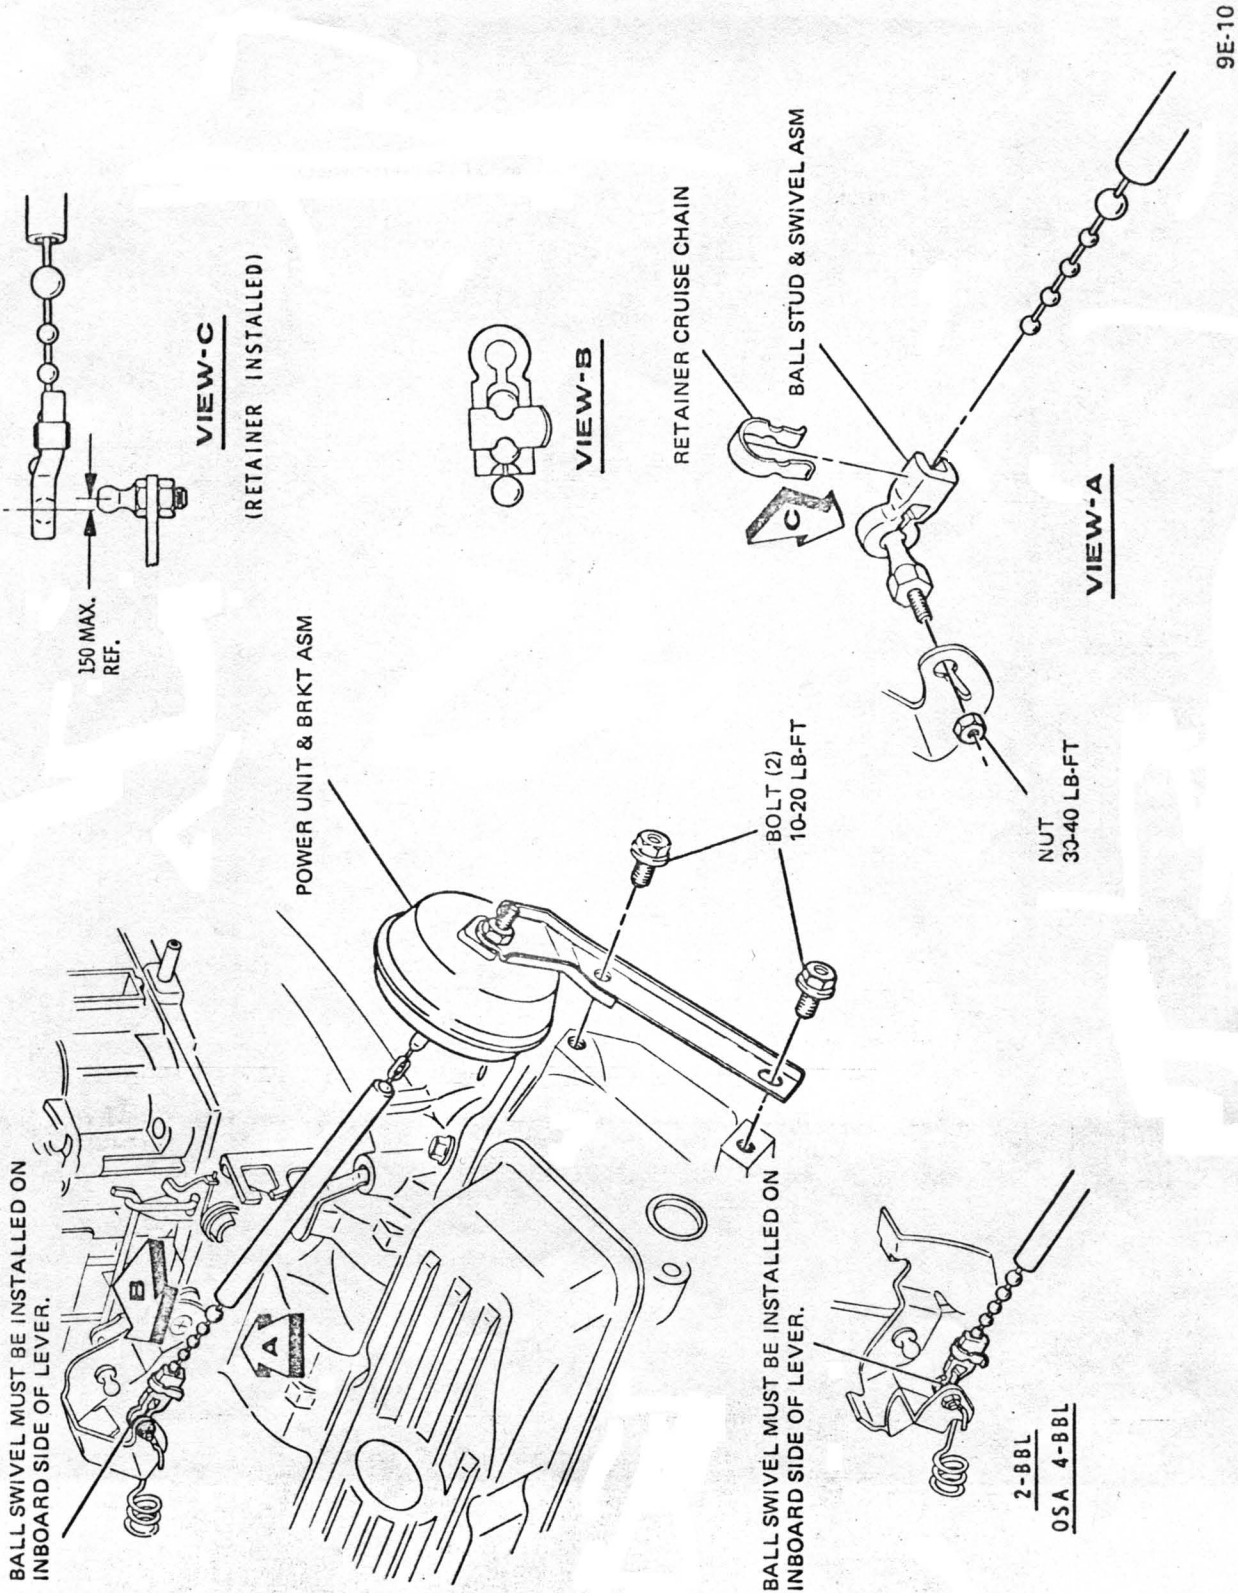 BALL SWIVEL MUST BE INSTALLED ON
INBOARD SIDE OF LEVER.
B
A
POWER UNIT & BRKT ASM
150 MAX.
REF.
VIEW-C
(RETAINER INSTALLED)
VIEW-B
RETAINER CRUISE CHAIN
BALL STUD & SWIVEL ASM
C
VIEW-A
BOLT (2)
10-20 LB-FT
NUT
30-40 LB-FT
BALL SWIVEL MUST BE INSTALLED ON
INBOARD SIDE OF LEVER.
2-BBL
OSA 4-BBL
9E-10